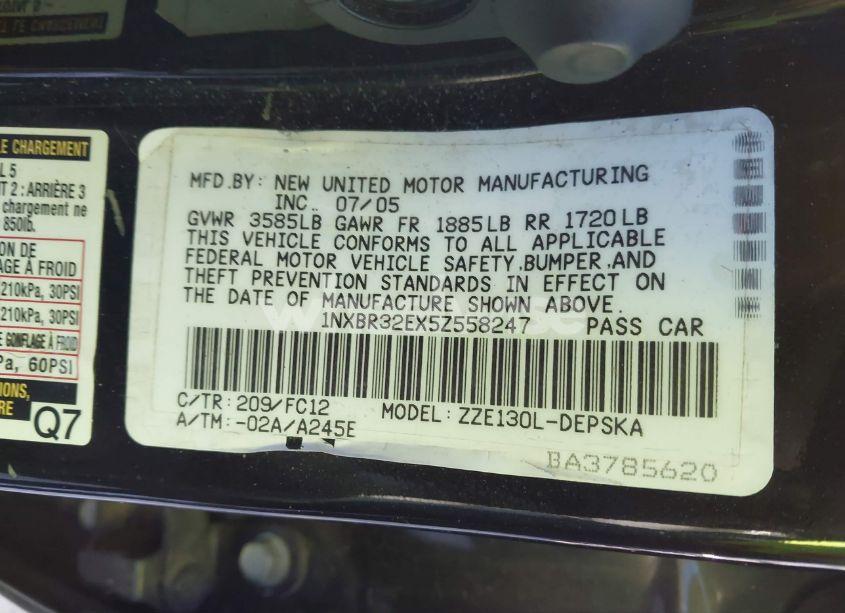 LE CHARGEMENT
L 5
T 2 : ARRIÈRE 3
chargement ne
850lb.
ION DE
AGE À FROID
210kPa, 30PSI
210kPa, 30PSI
E GONFLAGE À FROID
Pa, 60PSI
IONS,
RE
Q7
MFD.BY: NEW UNITED MOTOR MANUFACTURING
INC. 07/05
GVWR 3585LB GAWR FR 1885LB RR 1720LB
THIS VEHICLE CONFORMS TO ALL APPLICABLE
FEDERAL MOTOR VEHICLE SAFETY,BUMPER,AND
THEFT PREVENTION STANDARDS IN EFFECT ON
THE DATE OF MANUFACTURE SHOWN ABOVE.
1NXBR32EX5Z558247 PASS CAR
C/TR: 209/FC12 MODEL: ZZE130L-DEPSKA
A/TM: -02A/A245E
BA3785620